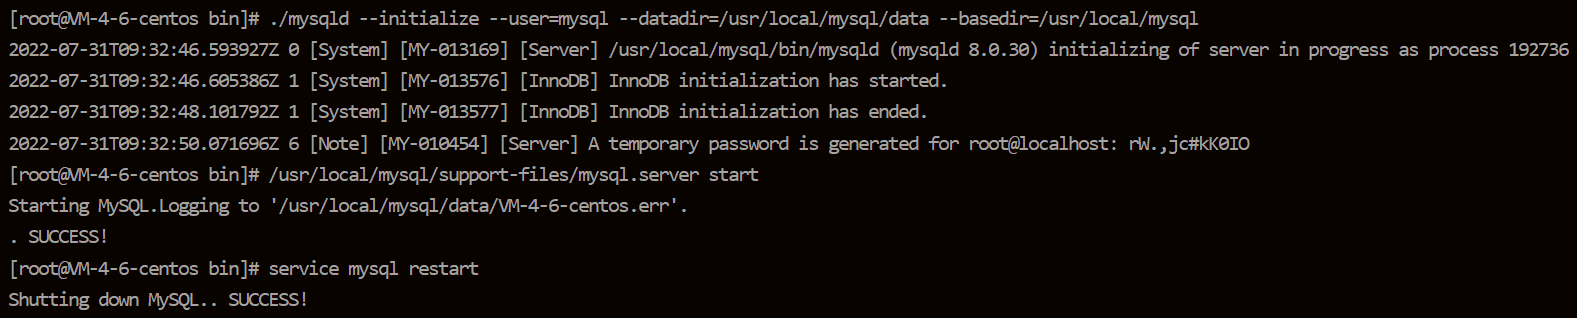 [root@VM-4-6-centos bin]# ./mysqld --initialize --user=mysql --datadir=/usr/local/mysql/data --basedir=/usr/local/mysql
2022-07-31T09:32:46.593927Z 0 [System] [MY-013169] [Server] /usr/local/mysql/bin/mysqld (mysqld 8.0.30) initializing of server in progress as process 192736
2022-07-31T09:32:46.605386Z 1 [System] [MY-013576] [InnoDB] InnoDB initialization has started.
2022-07-31T09:32:48.101792Z 1 [System] [MY-013577] [InnoDB] InnoDB initialization has ended.
2022-07-31T09:32:50.071696Z 6 [Note] [MY-010454] [Server] A temporary password is generated for root@localhost: rW.,jc#kK0IO
[root@VM-4-6-centos bin]# /usr/local/mysql/support-files/mysql.server start
Starting MySQL.Logging to '/usr/local/mysql/data/VM-4-6-centos.err'.
. SUCCESS!
[root@VM-4-6-centos bin]# service mysql restart
Shutting down MySQL.. SUCCESS!